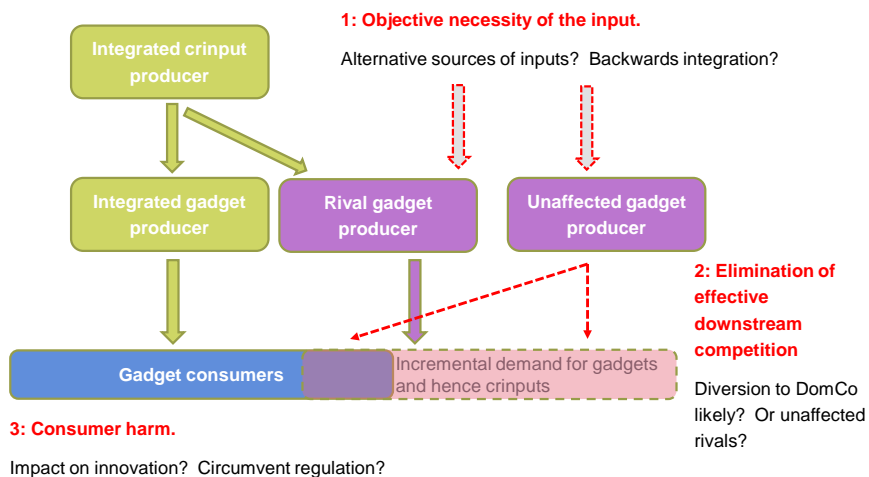 1: Objective necessity of the input.
Alternative sources of inputs? Backwards integration?
Integrated crinput
producer
Integrated gadget
producer
Rival gadget
producer
Unaffected gadget
producer
2: Elimination of
effective
downstream
competition
Diversion to DomCo
likely? Or unaffected
rivals?
Gadget consumers
Incremental demand for gadgets
and hence crinputs
3: Consumer harm.
Impact on innovation? Circumvent regulation?